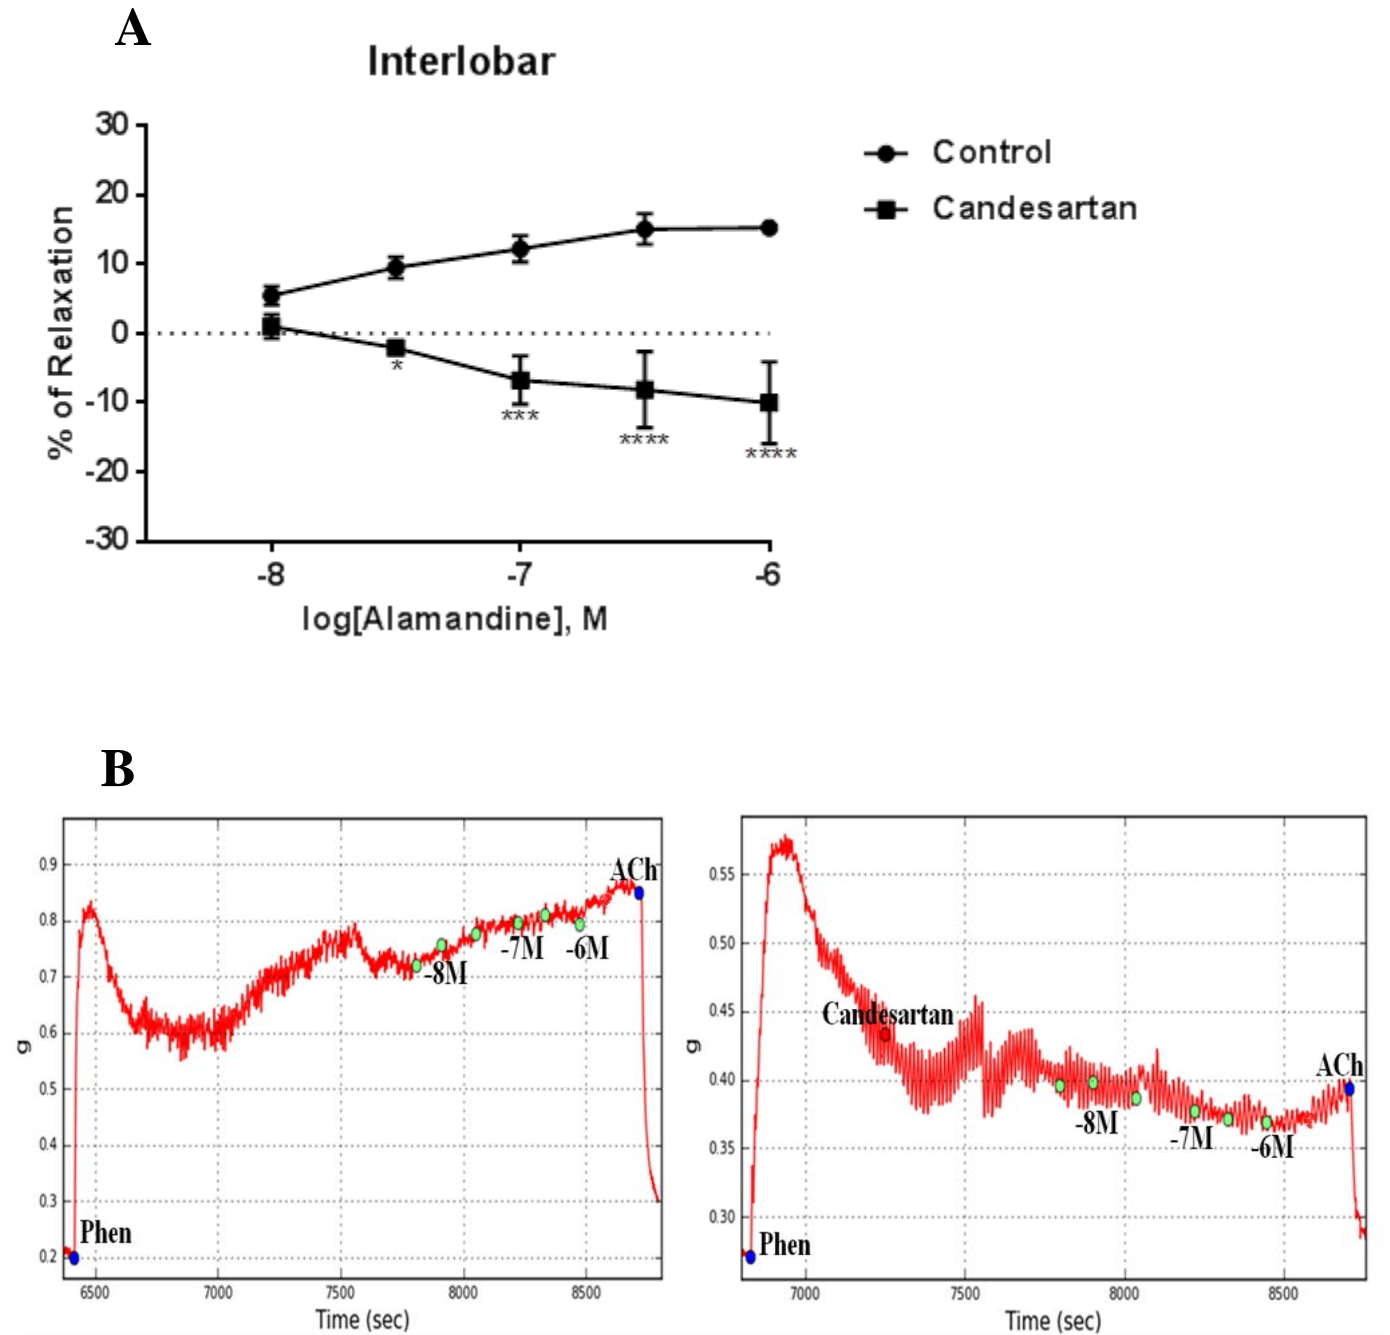 A
Interlobar
30
20
10
0
-10
-20
-30
% of Relaxation
Control
Candesartan
*
***
****
****
-8
-7
-6
log[Alamandine], M
B
0.9
0.8
0.7
0.6
0.5
0.4
0.3
0.2
g
ACh
-8M
-7M
-6M
Phen
6500
7000
7500
8000
8500
Time (sec)
0.55
0.50
0.45
0.40
0.35
0.30
g
Candesartan
ACh
-8M
-7M
-6M
Phen
7000
7500
8000
8500
Time (sec)